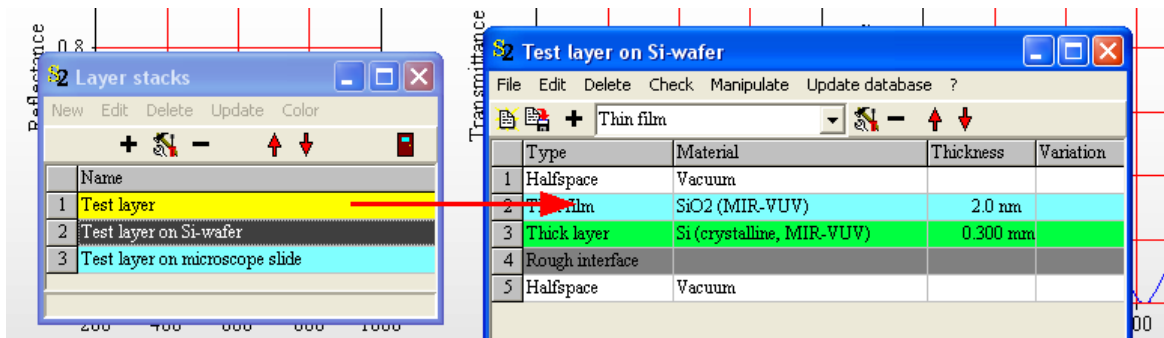 Reflectance
0.8
Transmittance
S2 Layer stacks
New Edit Delete Update Color
Name
1 Test layer
2 Test layer on Si-wafer
3 Test layer on microscope slide
200 400 600 800 1000
S2 Test layer on Si-wafer
File Edit Delete Check Manipulate Update database ?
Thin film
Type Material Thickness Variation
1 Halfspace Vacuum
2 Thin film SiO2 (MIR-VUV) 2.0 nm
3 Thick layer Si (crystalline, MIR-VUV) 0.300 mm
4 Rough interface
5 Halfspace Vacuum
00